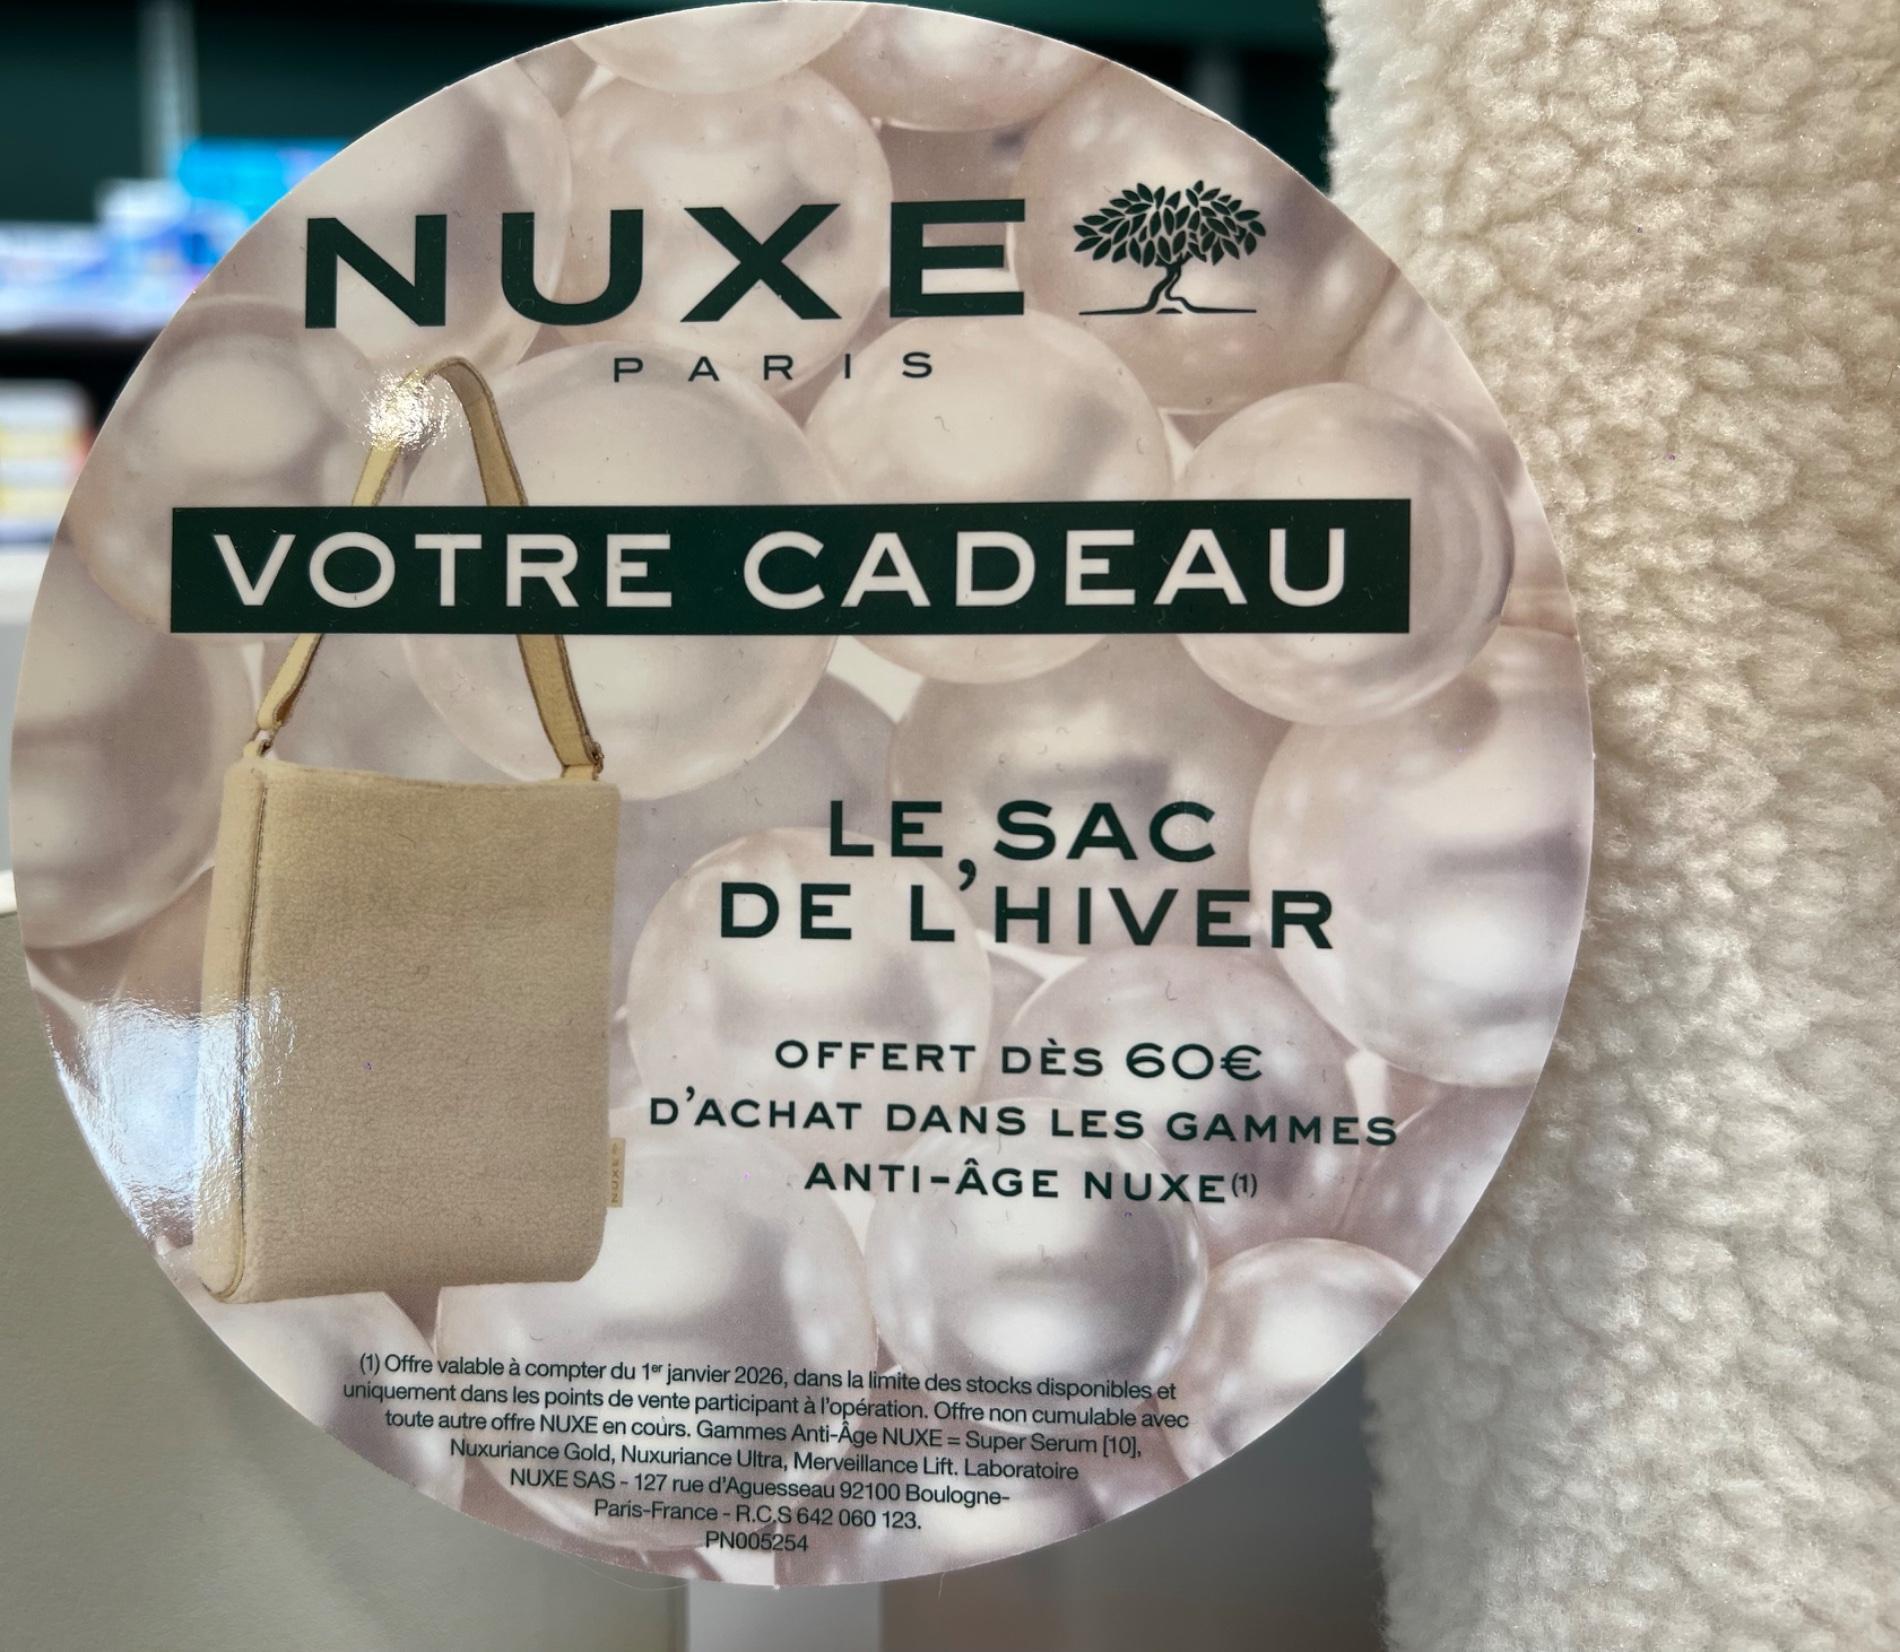 NUXE
PARIS
VOTRE CADEAU
LE SAC
DE L'HIVER
OFFERT DÈS 60€
D'ACHAT DANS LES GAMMES
ANTI-ÂGE NUXE(1)
NUXE
(1) Offre valable à compter du 1er janvier 2026, dans la limite des stocks disponibles et
uniquement dans les points de vente participant à l'opération. Offre non cumulable avec
toute autre offre NUXE en cours. Gammes Anti-Âge NUXE = Super Serum [10],
Nuxuriance Gold, Nuxuriance Ultra, Merveillance Lift. Laboratoire
NUXE SAS - 127 rue d'Aguesseau 92100 Boulogne-
Paris-France - R.C.S 642 060 123.
PN005254